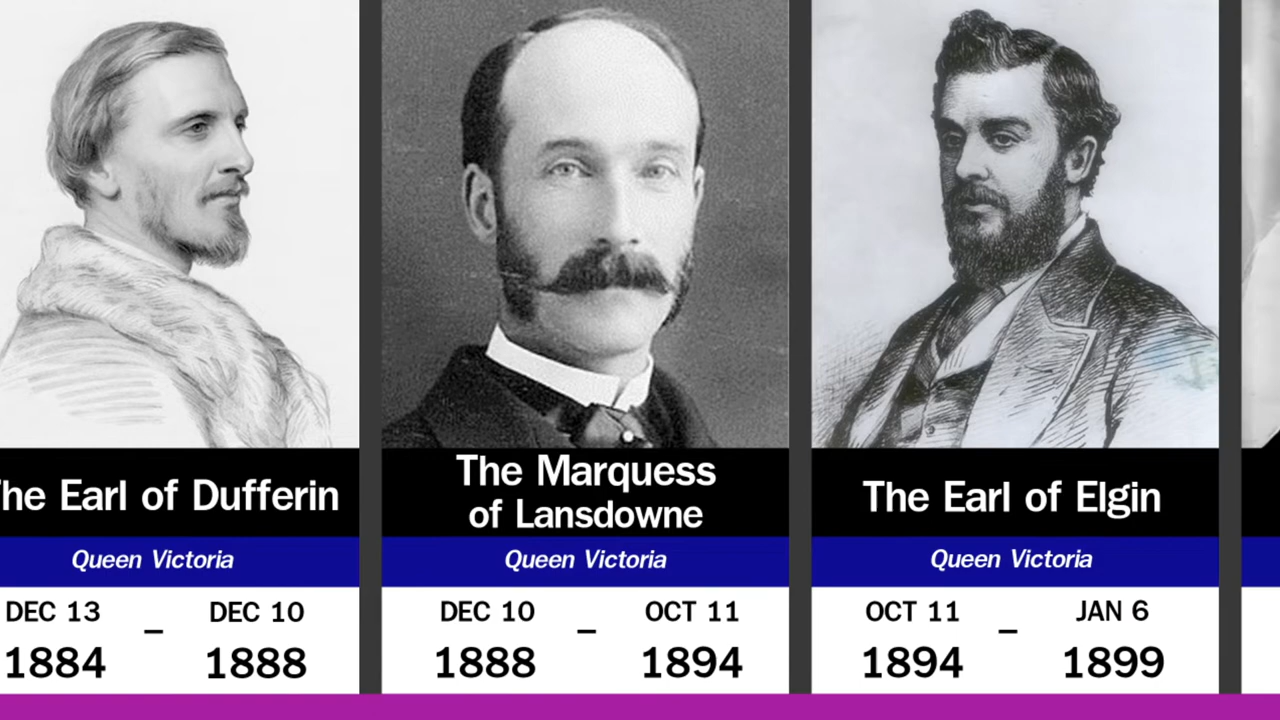 he Earl of Dufferin
Queen Victoria
DEC 13 – DEC 10
1884 1888
The Marquess
of Lansdowne
Queen Victoria
DEC 10 – OCT 11
1888 1894
The Earl of Elgin
Queen Victoria
OCT 11 – JAN 6
1894 1899